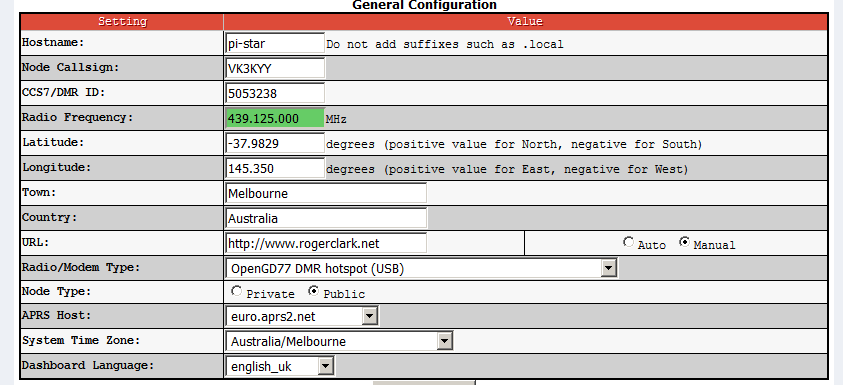 General Configuration
Setting Value
Hostname: pi-star Do not add suffixes such as .local
Node Callsign: VK3KYY
CCS7/DMR ID: 5053238
Radio Frequency: 439.125.000 MHz
Latitude: -37.9829 degrees (positive value for North, negative for South)
Longitude: 145.350 degrees (positive value for East, negative for West)
Town: Melbourne
Country: Australia
URL: http://www.rogerclark.net Auto Manual
Radio/Modem Type: OpenGD77 DMR hotspot (USB)
Node Type: Private Public
APRS Host: euro.aprs2.net
System Time Zone: Australia/Melbourne
Dashboard Language: english_uk